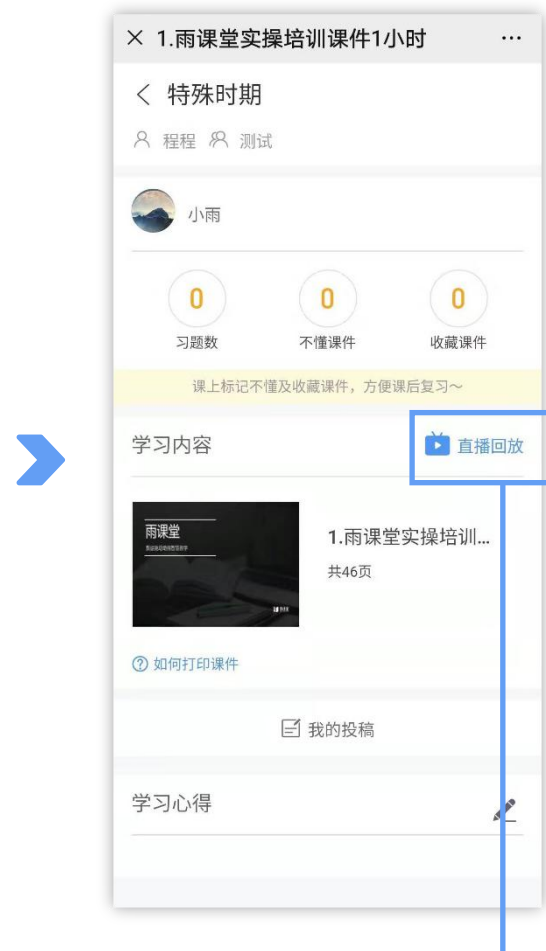 1.雨课堂实操培训课件1小时
特殊时期
程程 测试
小雨
0 0 0
习题数 不懂课件 收藏课件
课上标记不懂及收藏课件，方便课后复习～
学习内容 直播回放
雨课堂
1.雨课堂实操培训...
共46页
如何打印课件
我的投稿
学习心得